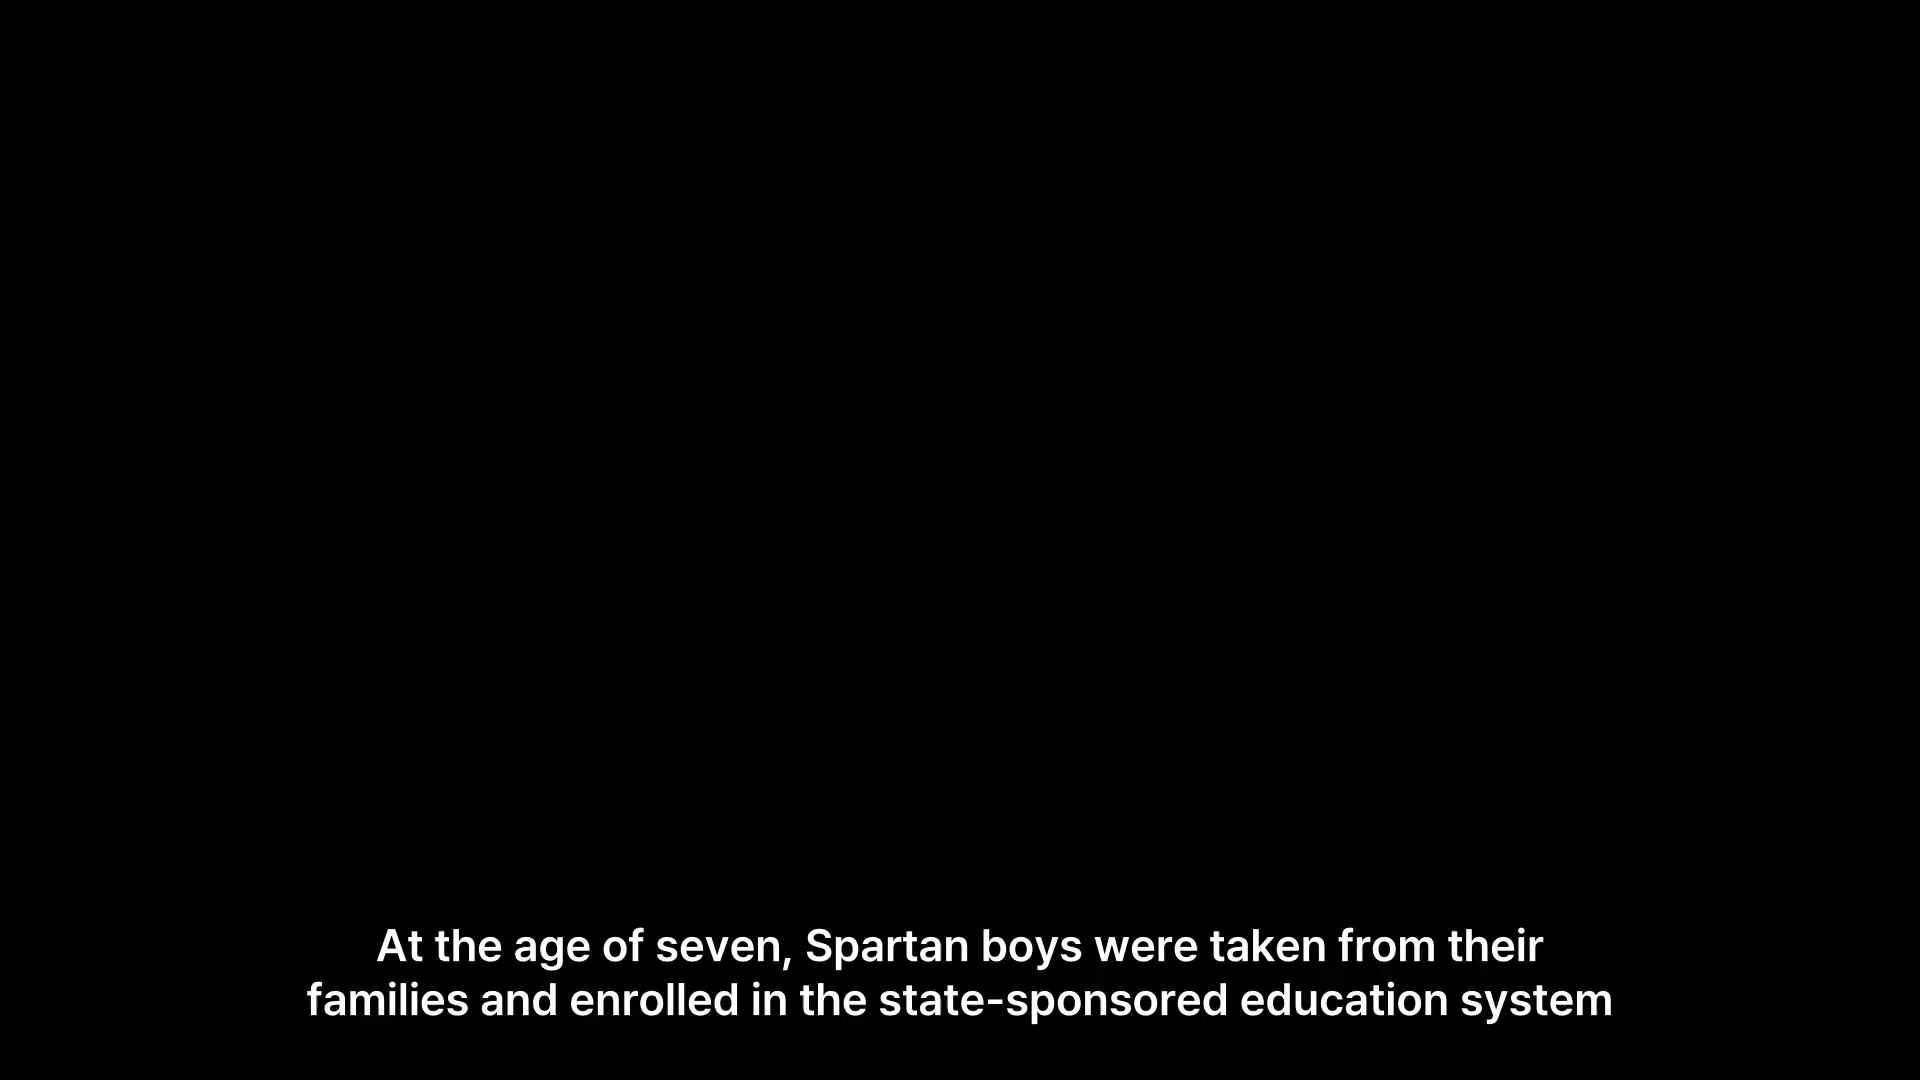 At the age of seven, Spartan boys were taken from their
families and enrolled in the state-sponsored education system